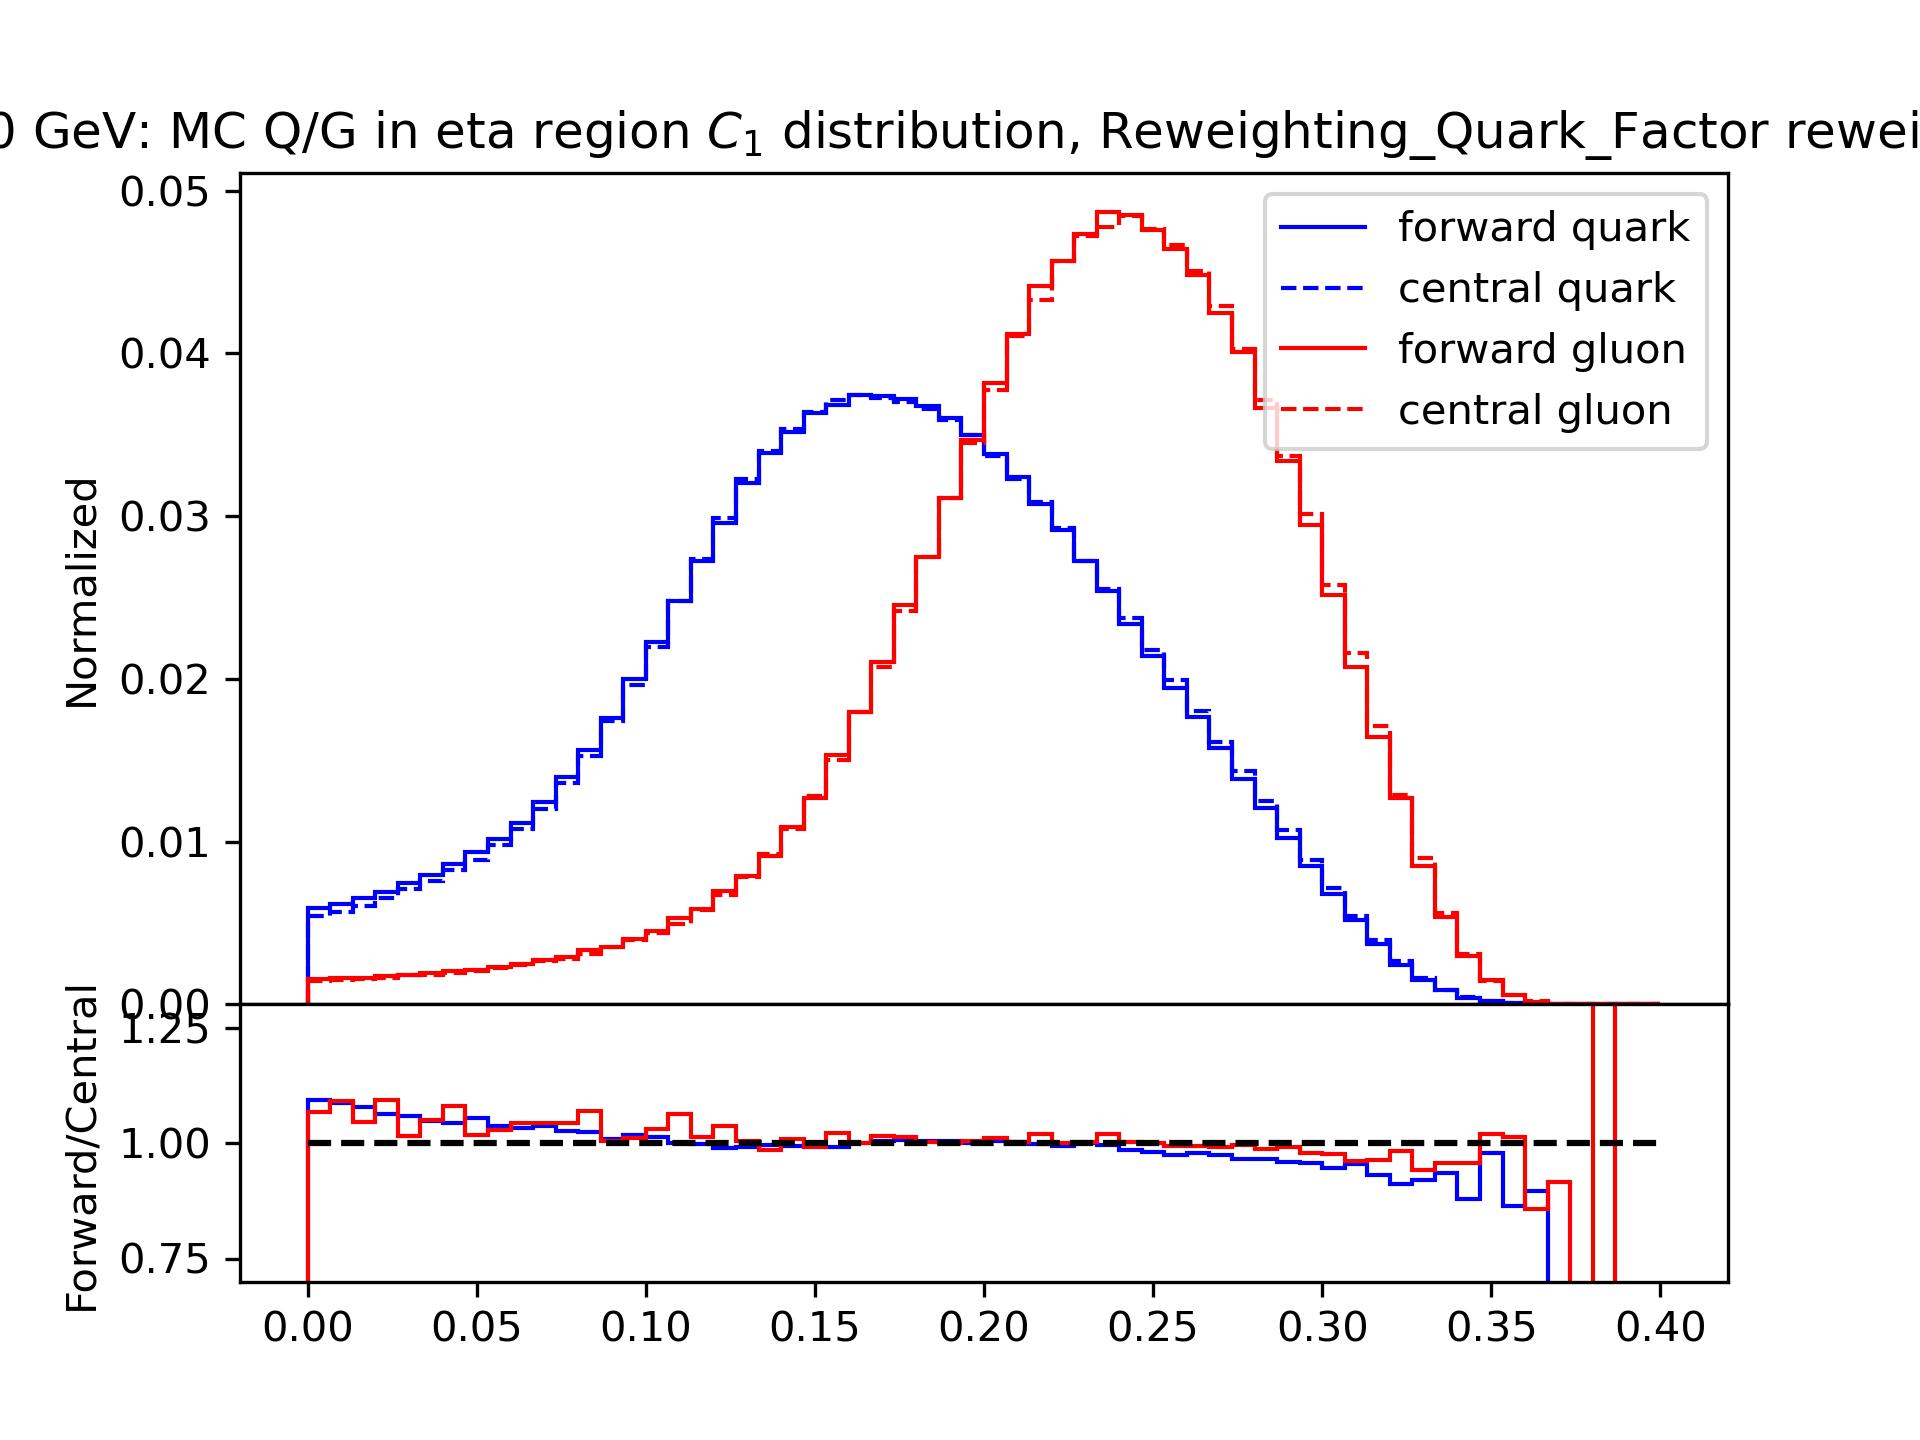 0 GeV: MC Q/G in eta region C1 distribution, Reweighting_Quark_Factor rewei
0.05
0.04
0.03
0.02
0.01
0.00
Normalized
forward quark
central quark
forward gluon
central gluon
1.25
1.00
0.75
Forward/Central
0.00 0.05 0.10 0.15 0.20 0.25 0.30 0.35 0.40